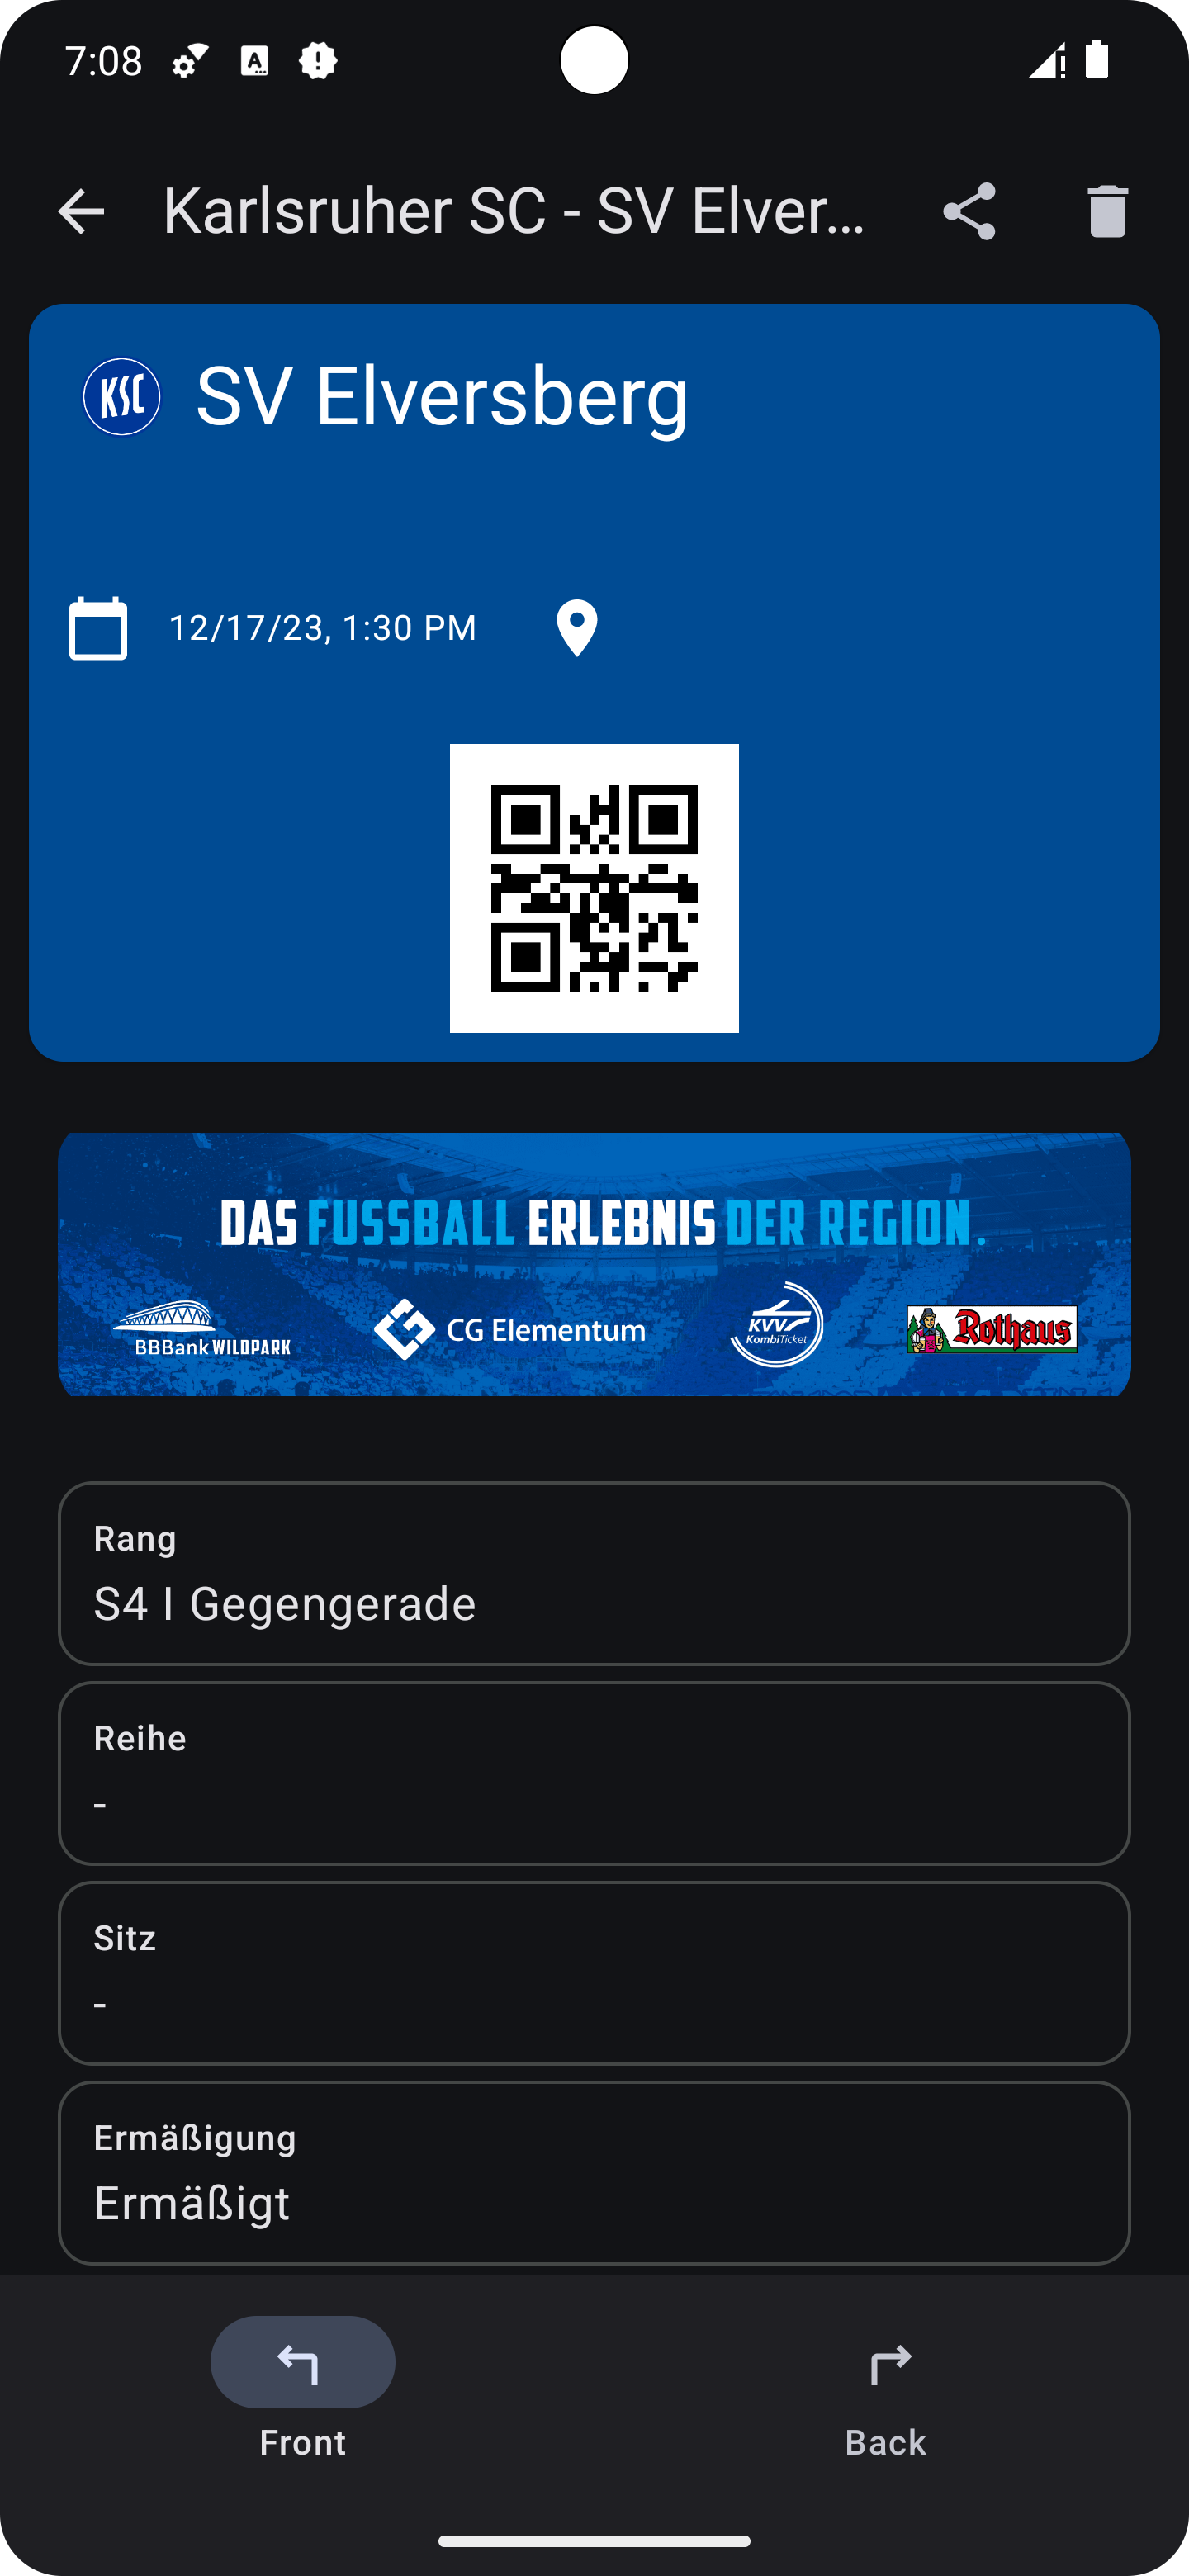 7:08
Karlsruher SC - SV Elver...
KSC
SV Elversberg
12/17/23, 1:30 PM
DAS FUSSBALL ERLEBNIS DER REGION.
BBBank WILDPARK
CG Elementum
KVV
KombiTicket
Rothaus
Rang
S4 I Gegengerade
Reihe
-
Sitz
-
Ermäßigung
Ermäßigt
Front
Back